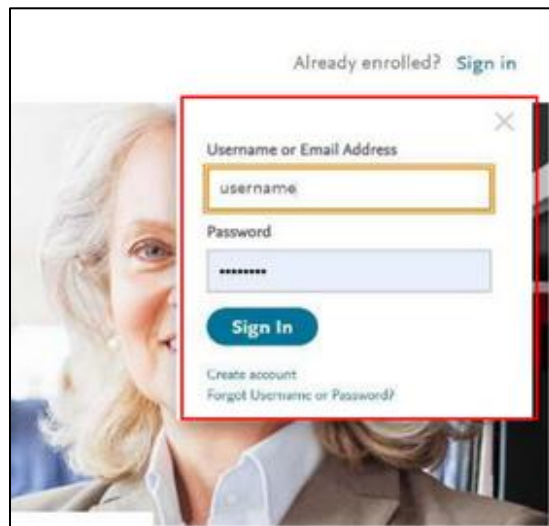 Already enrolled? Sign in
Username or Email Address
username
Password
••••••••
Sign In
Create account
Forgot Username or Password?